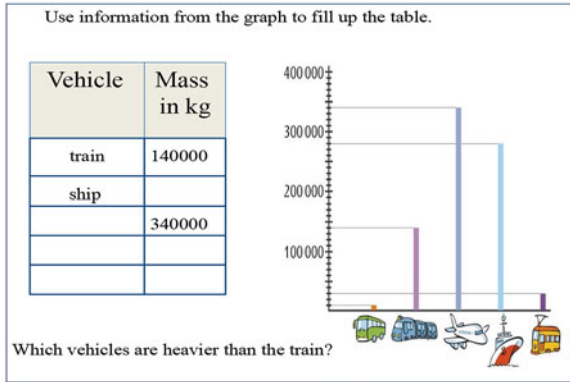 Use information from the graph to fill up the table.
Vehicle Mass in kg
train 140000
ship
340000
400 000
300 000
200 000
100 000
Which vehicles are heavier than the train?